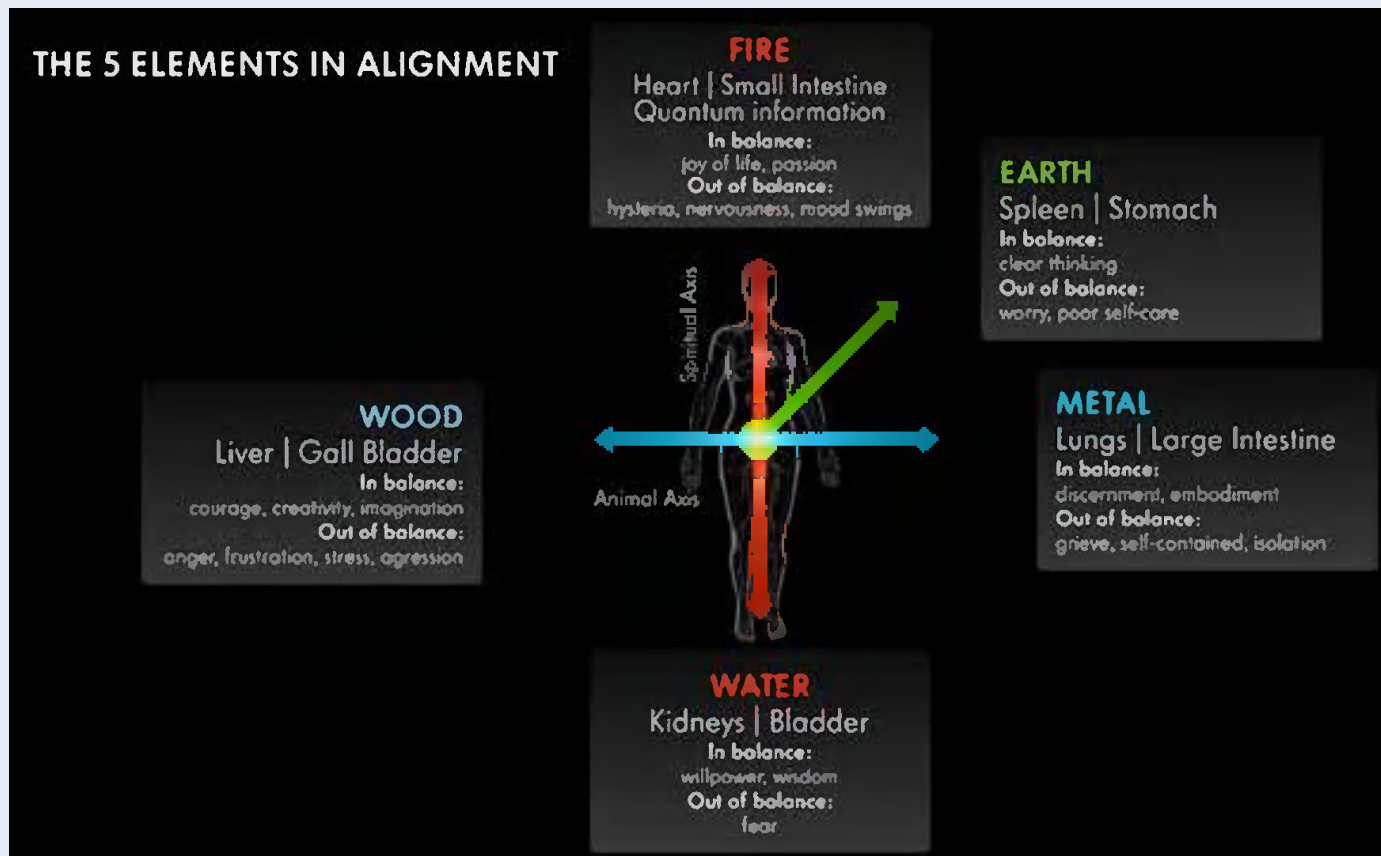 THE 5 ELEMENTS IN ALIGNMENT
FIRE
Heart | Small Intestine
Quantum information
In balance:
joy of life, passion
Out of balance:
hysteria, nervousness, mood swings
EARTH
Spleen | Stomach
In balance:
clear thinking
Out of balance:
worry, poor self-care
Spiritual Axis
WOOD
Liver | Gall Bladder
In balance:
courage, creativity, imagination
Out of balance:
anger, frustration, stress, agression
METAL
Lungs | Large Intestine
In balance:
discernment, embodiment
Out of balance:
grieve, self-contained, isolation
Animal Axis
WATER
Kidneys | Bladder
In balance:
willpower, wisdom
Out of balance:
fear